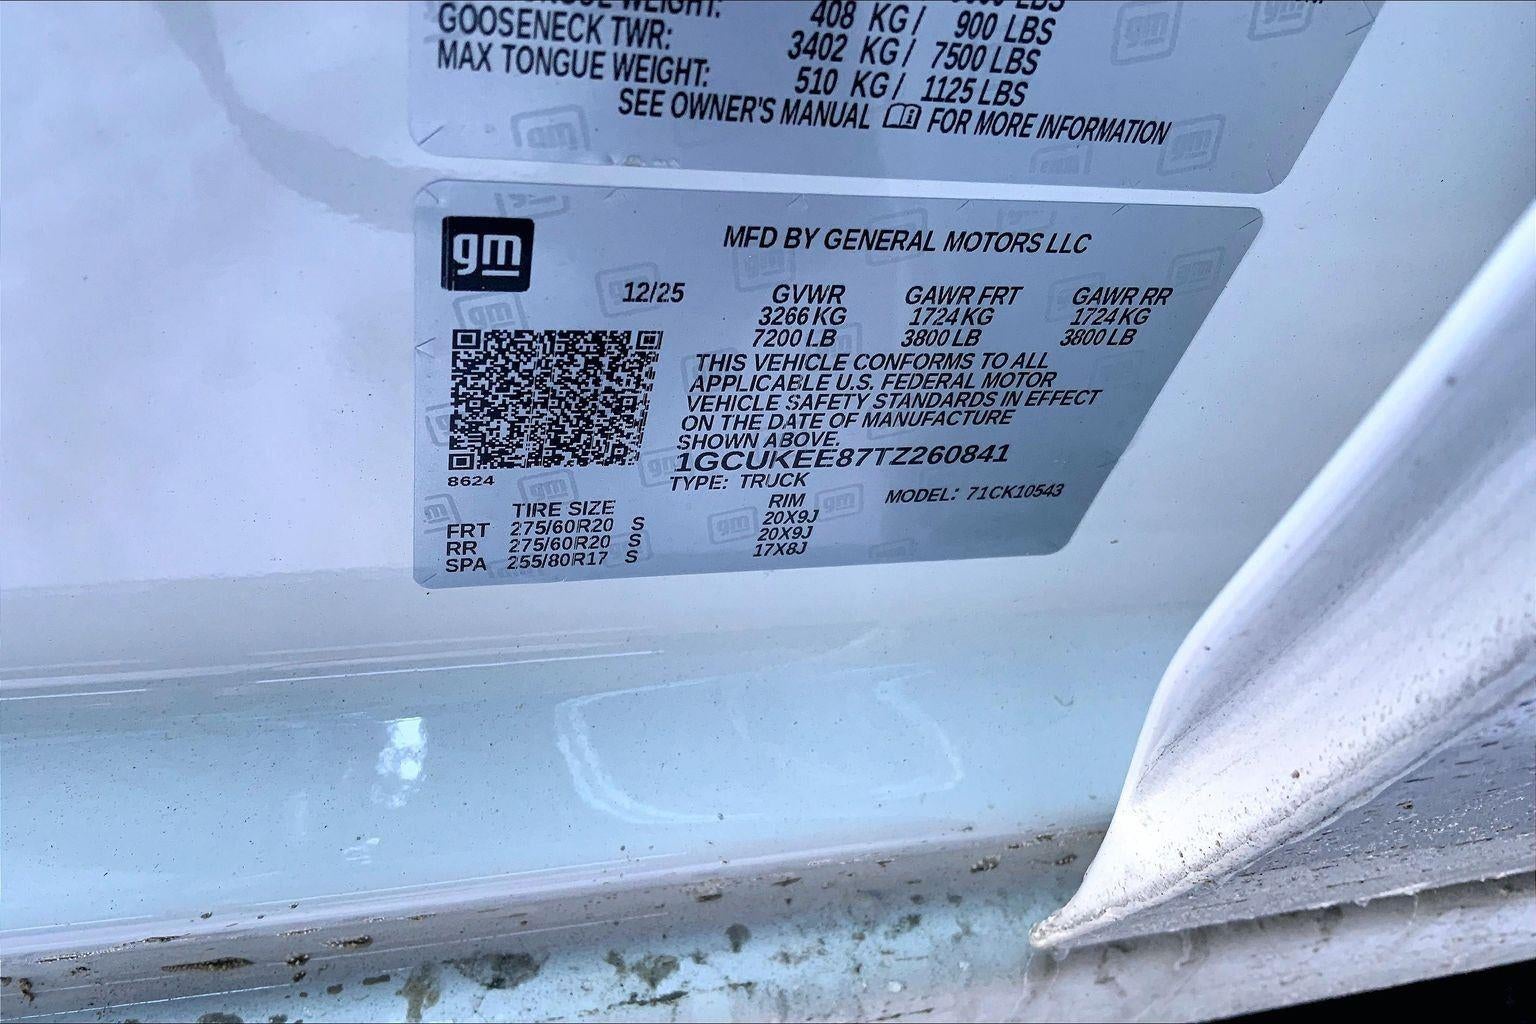 WEIGHT: 408 KG / 900 LBS
GOOSENECK TWR: 3402 KG / 7500 LBS
MAX TONGUE WEIGHT: 510 KG / 1125 LBS
SEE OWNER'S MANUAL FOR MORE INFORMATION
gm
MFD BY GENERAL MOTORS LLC
12/25 GVWR GAWR FRT GAWR RR
3266 KG 1724 KG 1724 KG
7200 LB 3800 LB 3800 LB
THIS VEHICLE CONFORMS TO ALL
APPLICABLE U.S. FEDERAL MOTOR
VEHICLE SAFETY STANDARDS IN EFFECT
ON THE DATE OF MANUFACTURE
SHOWN ABOVE.
1GCUKEE87TZ260841
8624
TYPE: TRUCK
MODEL: 71CK10543
TIRE SIZE RIM
FRT 275/60R20 S 20X9J
RR 275/60R20 S 20X9J
SPA 255/80R17 S 17X8J